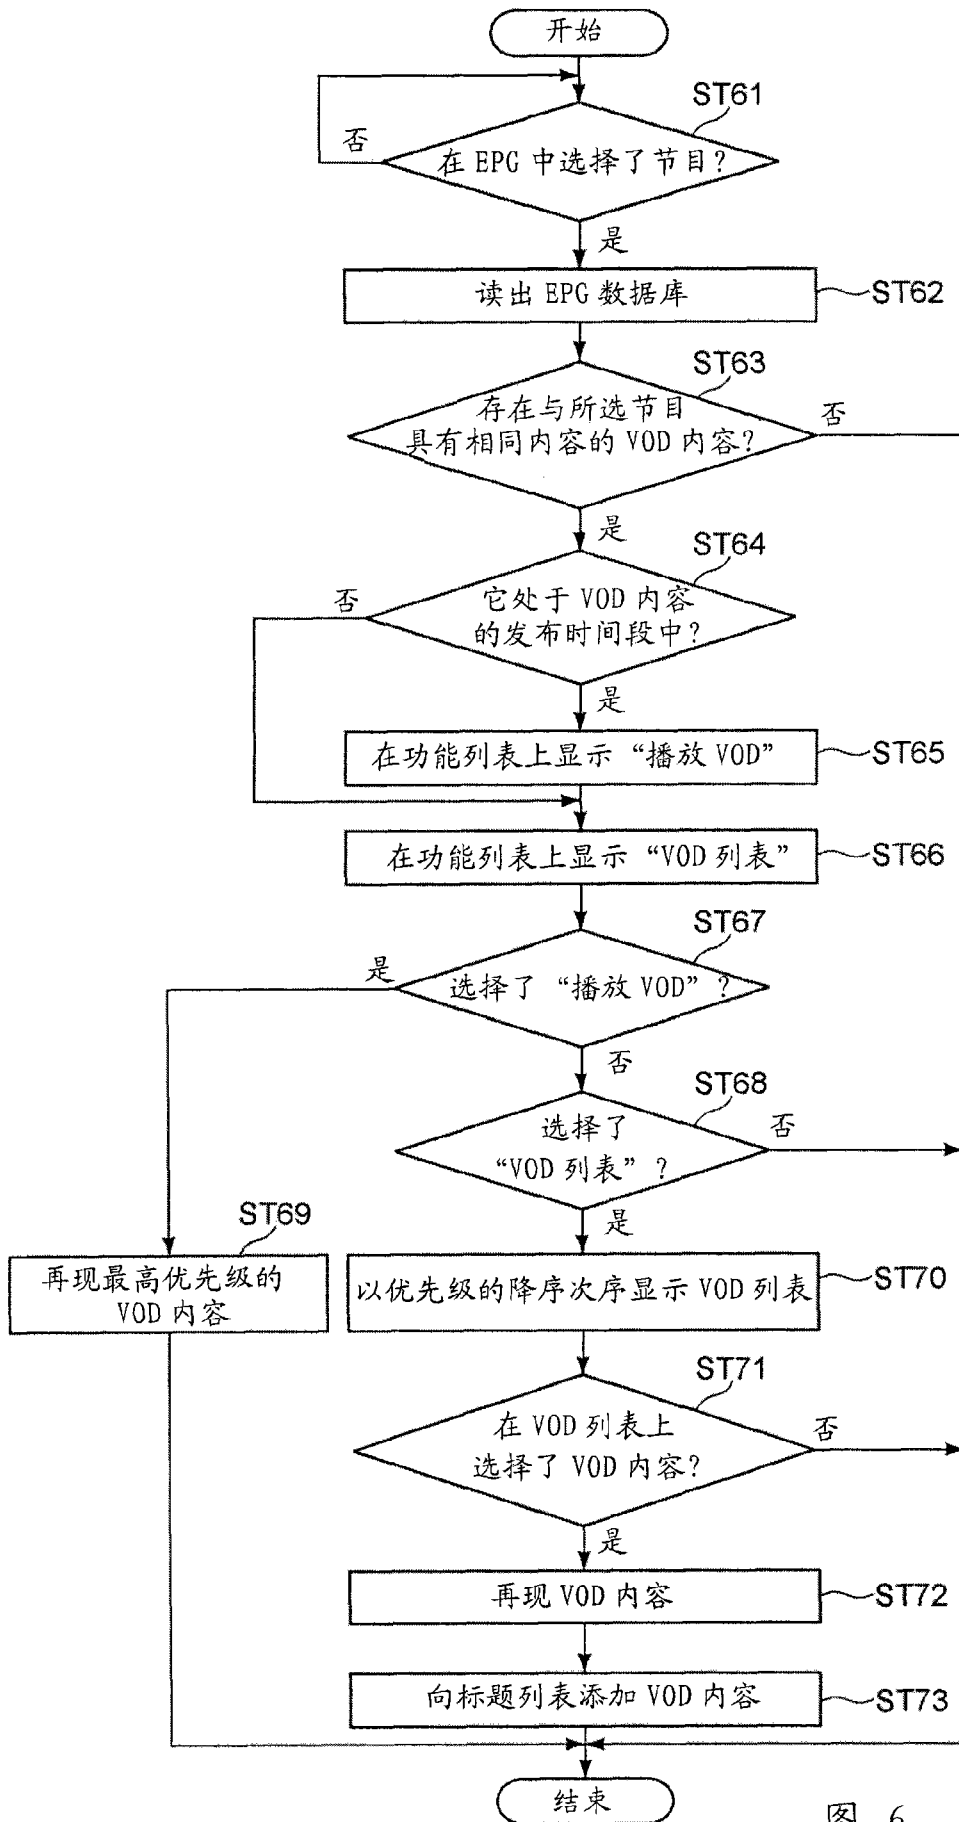 开始
ST61
否
在 EPG 中选择了节目?
是
读出 EPG 数据库
ST62
ST63
存在与所选节目
具有相同内容的 VOD 内容?
否
是
ST64
否
它处于 VOD 内容
的发布时间段中?
是
在功能列表上显示 “播放 VOD”
ST65
在功能列表上显示 “VOD 列表”
ST66
ST67
是
选择了 “播放 VOD” ?
否
ST68
选择了
“VOD 列表” ?
否
是
ST69
再现最高优先级的
VOD 内容
以优先级的降序次序显示 VOD 列表
ST70
ST71
在 VOD 列表上
选择了 VOD 内容?
否
是
再现 VOD 内容
ST72
向标题列表添加 VOD 内容
ST73
结束
图 6